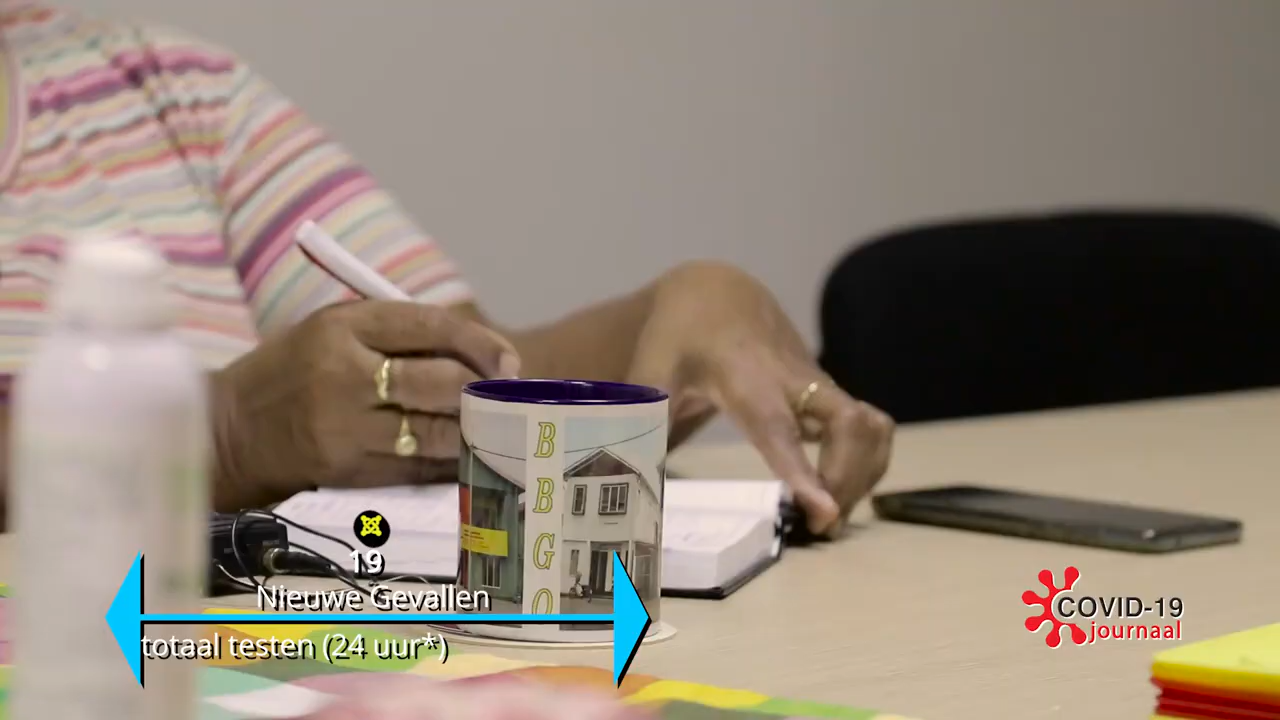 B
B
G
O
19
Nieuwe Gevallen
totaal testen (24 uur*)
COVID-19
journaal